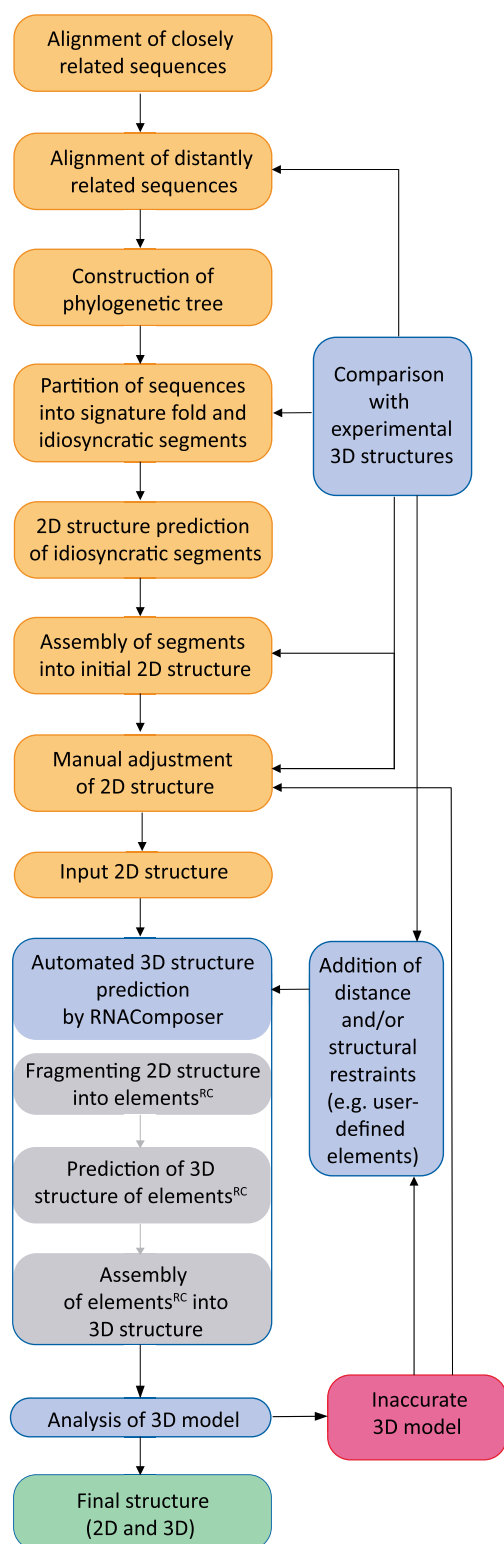 Alignment of closely
related sequences
Alignment of distantly
related sequences
Construction of
phylogenetic tree
Partition of sequences
into signature fold and
idiosyncratic segments
Comparison
with
experimental
3D structures
2D structure prediction
of idiosyncratic segments
Assembly of segments
into initial 2D structure
Manual adjustment
of 2D structure
Input 2D structure
Automated 3D structure
prediction
by RNAComposer
Addition of
distance
and/or
structural
restraints
(e.g. user-
defined
elements)
Fragmenting 2D structure
into elementsRC
Prediction of 3D
structure of elementsRC
Assembly
of elementsRC into
3D structure
Analysis of 3D model
Inaccurate
3D model
Final structure
(2D and 3D)